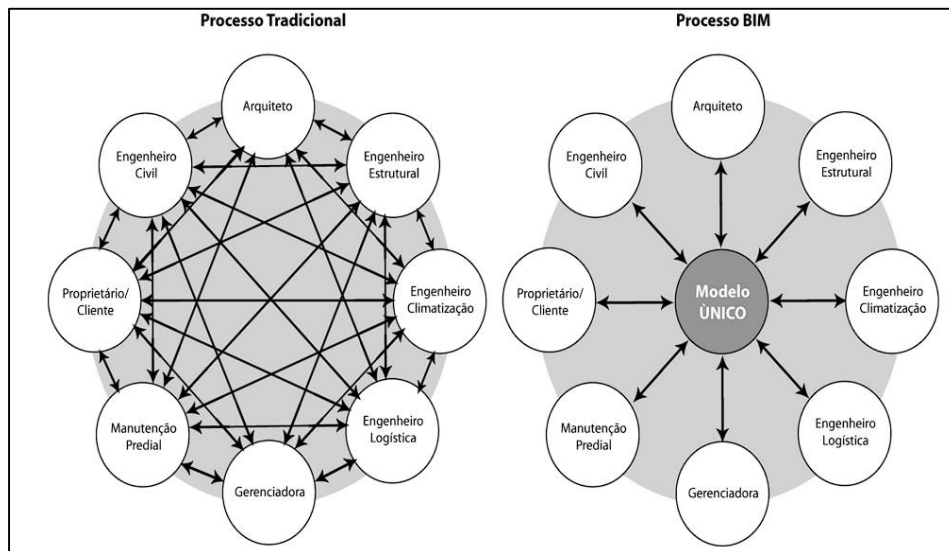 Processo Tradicional
Arquiteto
Engenheiro
Civil
Engenheiro
Estrutural
Proprietário/
Cliente
Engenheiro
Climatização
Manutenção
Predial
Engenheiro
Logística
Gerenciadora
Processo BIM
Arquiteto
Engenheiro
Civil
Engenheiro
Estrutural
Proprietário/
Cliente
Modelo
ÙNICO
Engenheiro
Climatização
Manutenção
Predial
Engenheiro
Logística
Gerenciadora